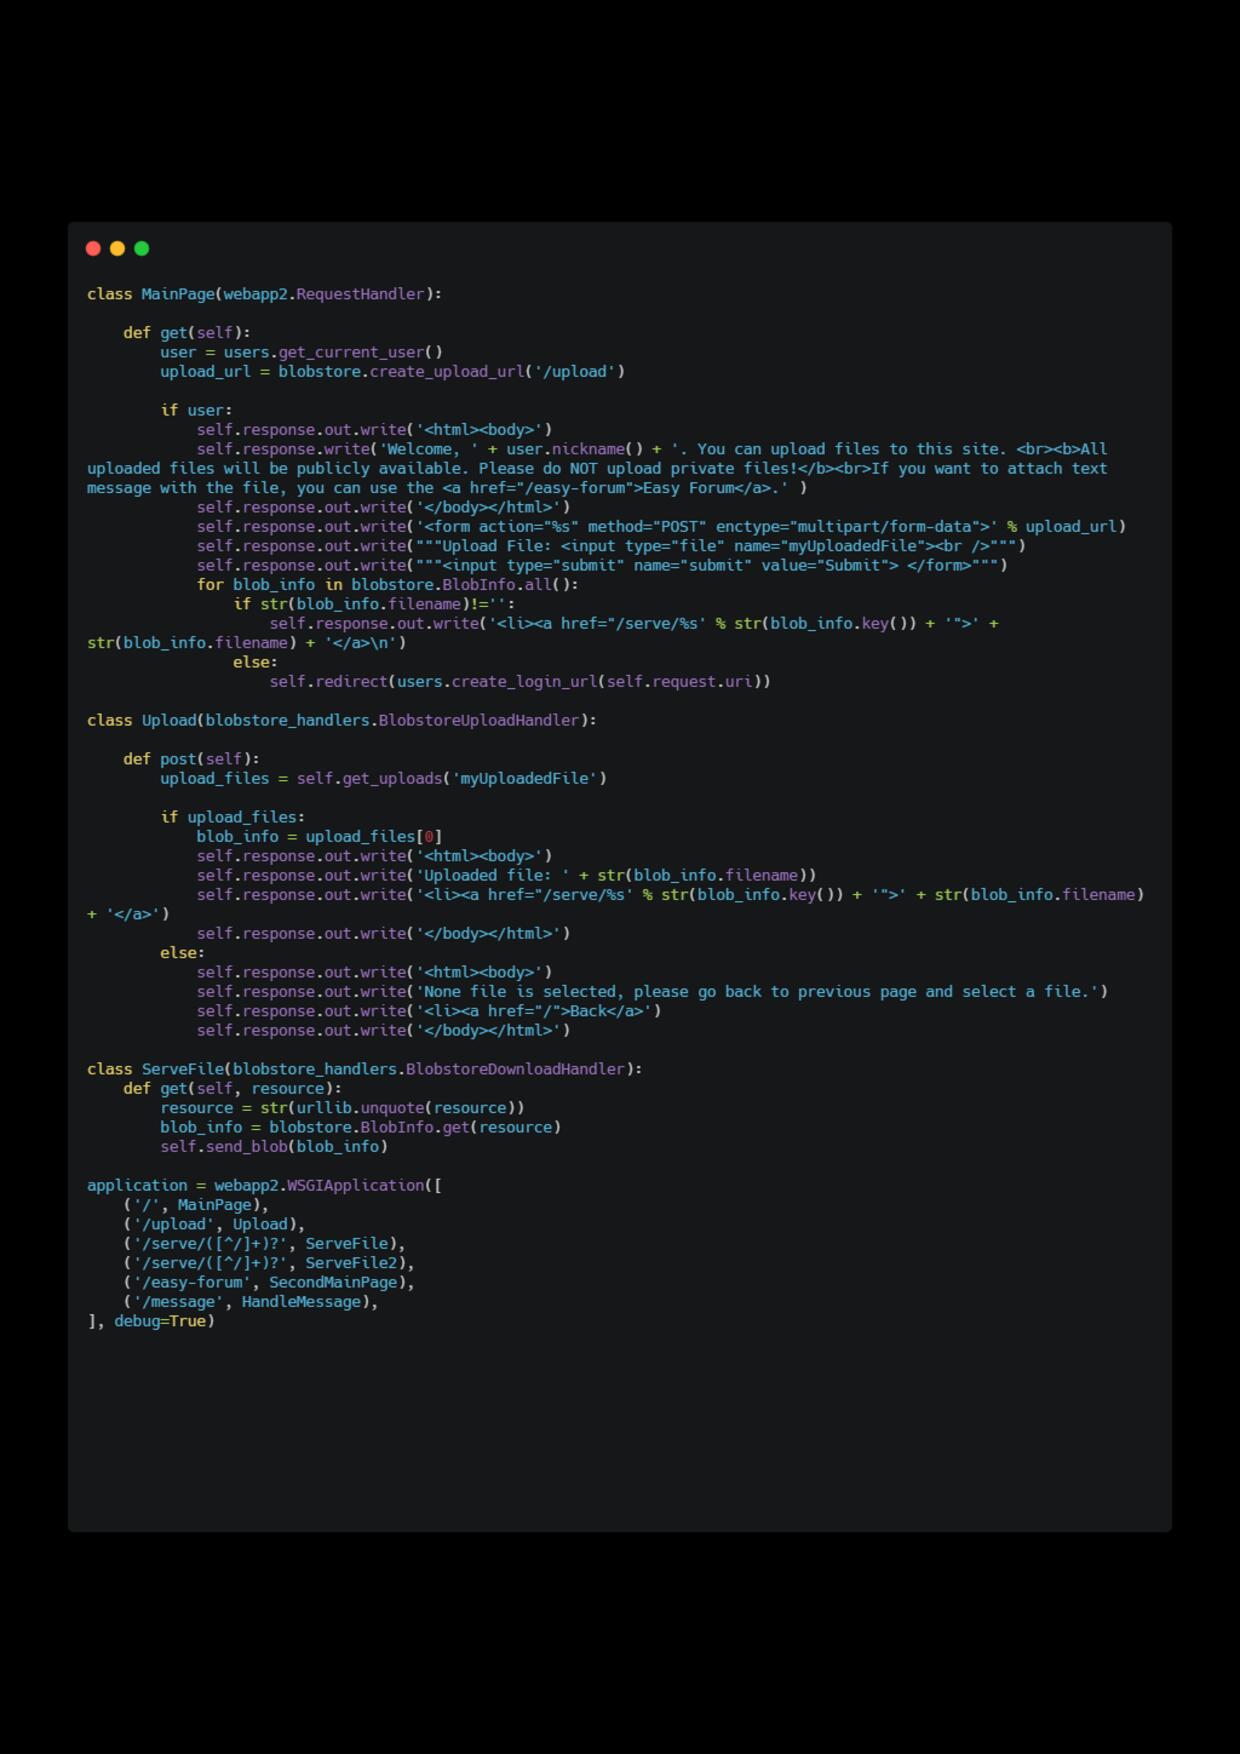 class MainPage(webapp2.RequestHandler):

    def get(self):
        user = users.get_current_user()
        upload_url = blobstore.create_upload_url('/upload')

        if user:
            self.response.out.write('<html><body>')
            self.response.write('Welcome, ' + user.nickname() + '. You can upload files to this site. <br><b>All
uploaded files will be publicly available. Please do NOT upload private files!</b><br>If you want to attach text
message with the file, you can use the <a href="/easy-forum">Easy Forum</a>.' )
            self.response.out.write('</body></html>')
            self.response.out.write('<form action="%s" method="POST" enctype="multipart/form-data">' % upload_url)
            self.response.out.write("""Upload File: <input type="file" name="myUploadedFile"><br />""")
            self.response.out.write("""<input type="submit" name="submit" value="Submit"> </form>""")
            for blob_info in blobstore.BlobInfo.all():
                if str(blob_info.filename)!='':
                    self.response.out.write('<li><a href="/serve/%s' % str(blob_info.key()) + '">' +
str(blob_info.filename) + '</a>\n')
                else:
                    self.redirect(users.create_login_url(self.request.uri))

class Upload(blobstore_handlers.BlobstoreUploadHandler):

    def post(self):
        upload_files = self.get_uploads('myUploadedFile')

        if upload_files:
            blob_info = upload_files[0]
            self.response.out.write('<html><body>')
            self.response.out.write('Uploaded file: ' + str(blob_info.filename))
            self.response.out.write('<li><a href="/serve/%s' % str(blob_info.key()) + '">' + str(blob_info.filename)
+ '</a>')
            self.response.out.write('</body></html>')
        else:
            self.response.out.write('<html><body>')
            self.response.out.write('None file is selected, please go back to previous page and select a file.')
            self.response.out.write('<li><a href="/">Back</a>')
            self.response.out.write('</body></html>')

class ServeFile(blobstore_handlers.BlobstoreDownloadHandler):
    def get(self, resource):
        resource = str(urllib.unquote(resource))
        blob_info = blobstore.BlobInfo.get(resource)
        self.send_blob(blob_info)

application = webapp2.WSGIApplication([
    ('/', MainPage),
    ('/upload', Upload),
    ('/serve/([^/]+)?', ServeFile),
    ('/serve/([^/]+)?', ServeFile2),
    ('/easy-forum', SecondMainPage),
    ('/message', HandleMessage),
], debug=True)